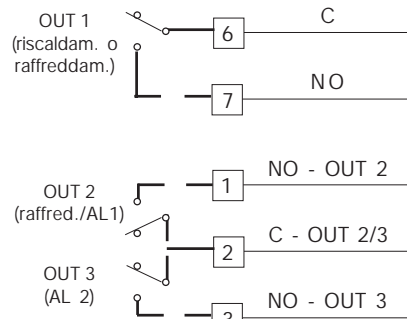 OUT 1
(riscaldam. o
raffreddam.)
6
C
7
NO
OUT 2
(raffred./AL1)
1
NO - OUT 2
2
C - OUT 2/3
OUT 3
(AL 2)
3
NO - OUT 3